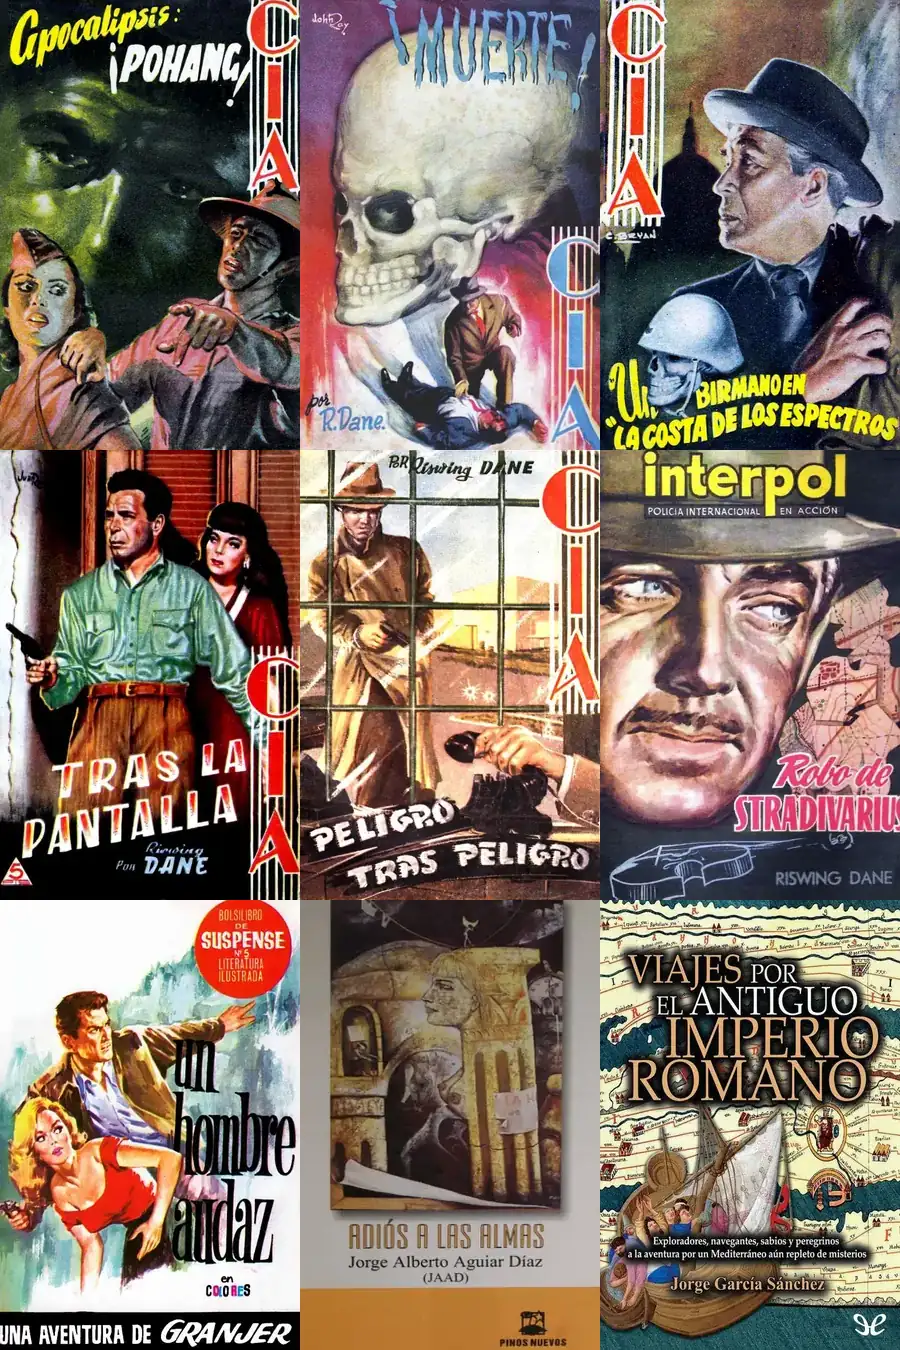 Apocalipsis:
¡POHANG!
CIA
John Ray
¡MUERTE!
CIA
por
R. Dane.
CIA
C. BRYAN
"Un
BIRMANO EN
"LA COSTA DE LOS ESPECTROS
CIA
TRAS LA
PANTALLA
Riswing
POR DANE
5
POR Riswing DANE
CIA
PELIGRO
TRAS PELIGRO
interpol
POLICIA INTERNACIONAL EN ACCIÓN
Robo de
STRADIVARIUS
RISWING DANE
BOLSILIBRO
DE
SUSPENSE
Nº 5
LITERATURA
ILUSTRADA
un
hombre
audaz
en
COLORES
UNA AVENTURA DE GRANJER
ADIÓS A LAS ALMAS
Jorge Alberto Aguiar Díaz
(JAAD)
PINOS NUEVOS
VIAJES POR
EL ANTIGUO
IMPERIO
ROMANO
Exploradores, navegantes, sabios y peregrinos
a la aventura por un Mediterráneo aún repleto de misterios
Jorge García Sánchez